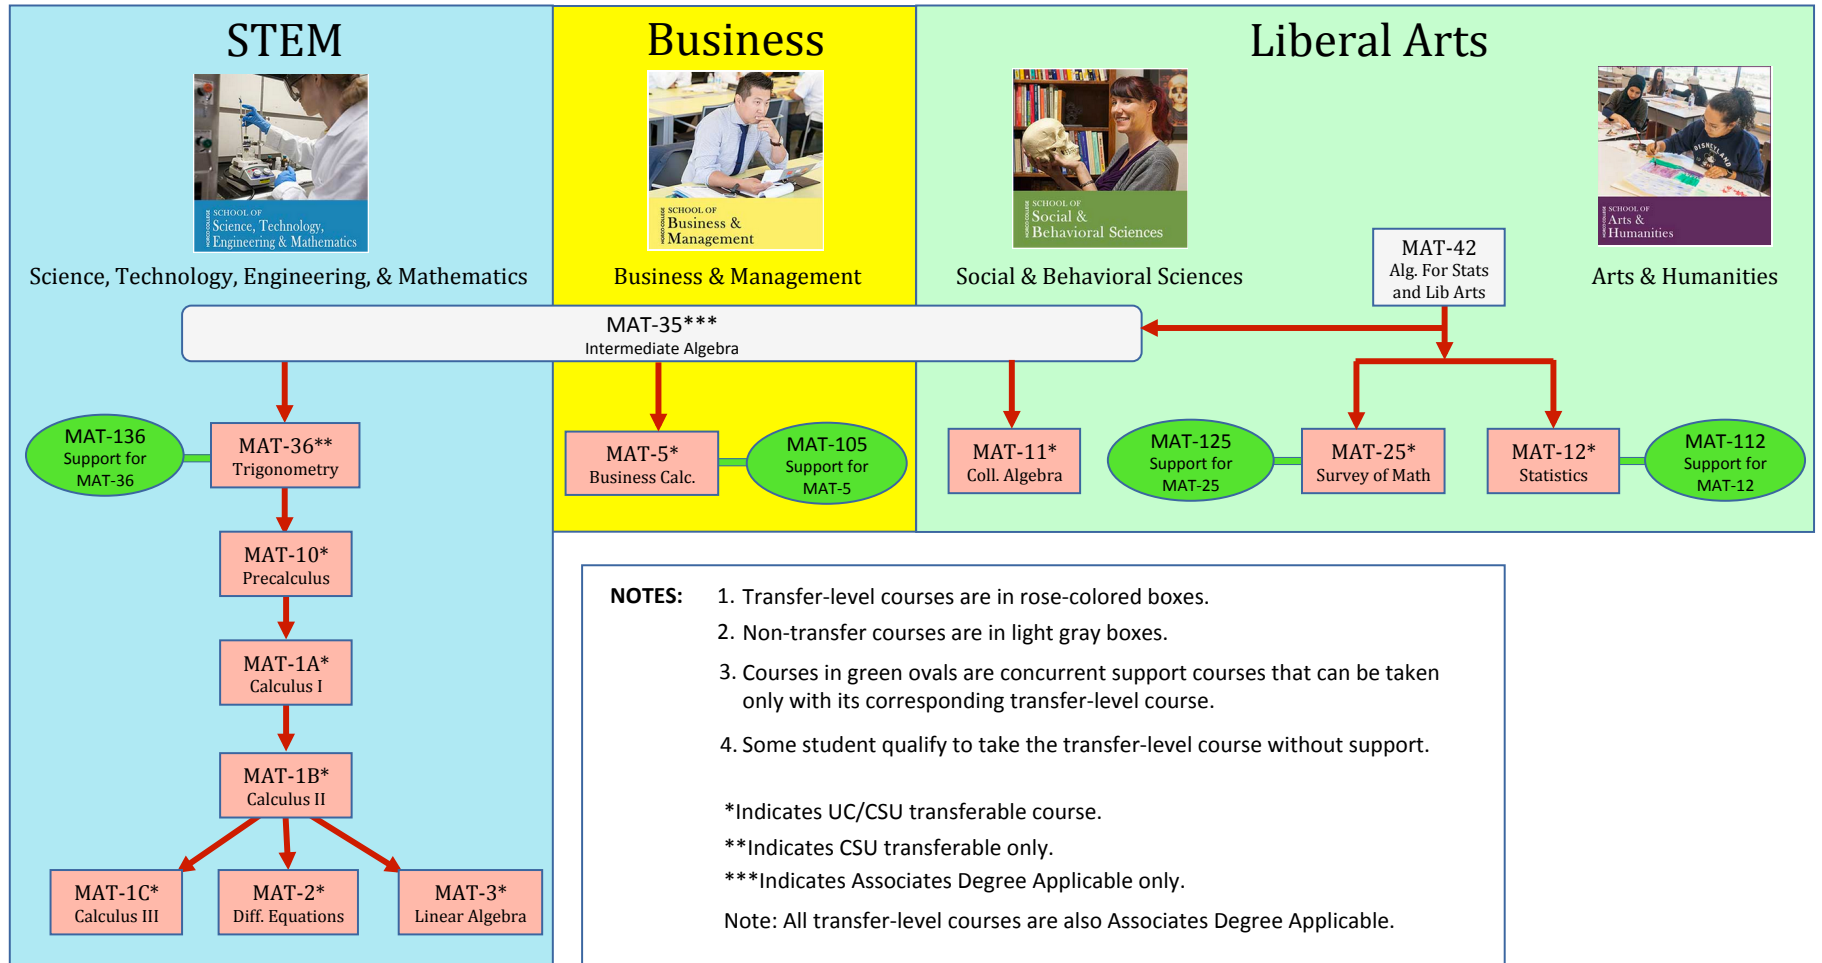 STEM
Business
Liberal Arts
NORCO COLLEGE
SCHOOL OF
Science, Technology,
Engineering & Mathematics
SCHOOL OF
Business &
Management
NORCO COLLEGE
SCHOOL OF
Social &
Behavioral Sciences
NORCO COLLEGE
SCHOOL OF
Arts &
Humanities
DISNEYLAND
Science, Technology, Engineering, & Mathematics
Business & Management
Social & Behavioral Sciences
MAT-42
Alg. For Stats
and Lib Arts
Arts & Humanities
MAT-35***
Intermediate Algebra
MAT-136
Support for
MAT-36
MAT-36**
Trigonometry
MAT-5*
Business Calc.
MAT-105
Support for
MAT-5
MAT-11*
Coll. Algebra
MAT-125
Support for
MAT-25
MAT-25*
Survey of Math
MAT-12*
Statistics
MAT-112
Support for
MAT-12
MAT-10*
Precalculus
MAT-1A*
Calculus I
MAT-1B*
Calculus II
MAT-1C*
Calculus III
MAT-2*
Diff. Equations
MAT-3*
Linear Algebra
NOTES: 1. Transfer-level courses are in rose-colored boxes.
2. Non-transfer courses are in light gray boxes.
3. Courses in green ovals are concurrent support courses that can be taken
only with its corresponding transfer-level course.
4. Some student qualify to take the transfer-level course without support.
*Indicates UC/CSU transferable course.
**Indicates CSU transferable only.
***Indicates Associates Degree Applicable only.
Note: All transfer-level courses are also Associates Degree Applicable.